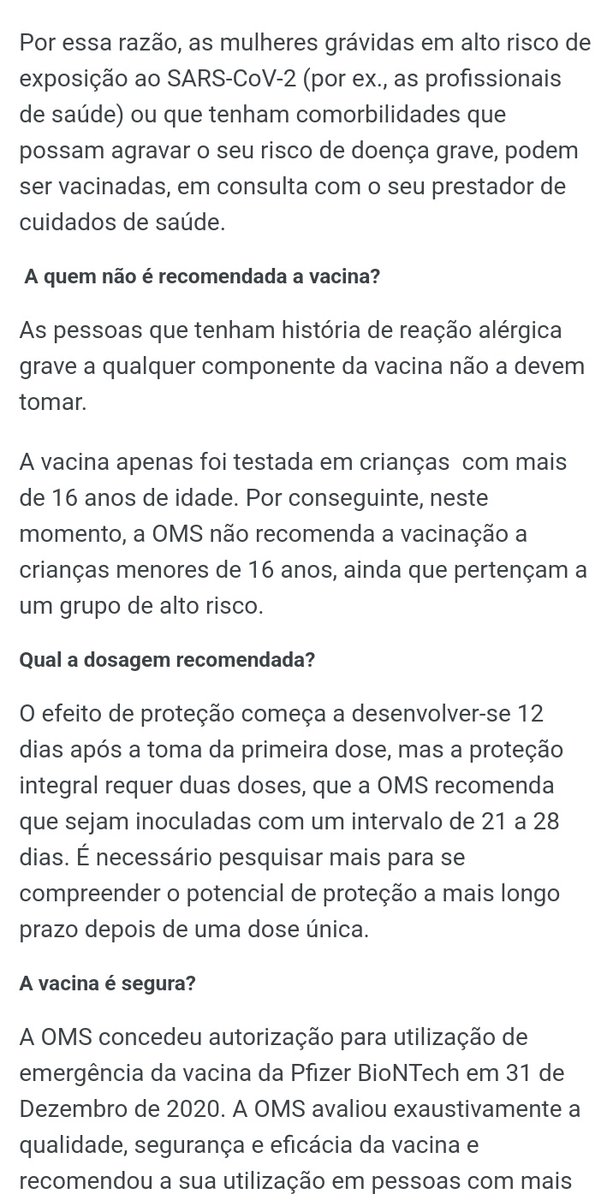 Por essa razão, as mulheres grávidas em alto risco de
exposição ao SARS-CoV-2 (por ex., as profissionais
de saúde) ou que tenham comorbilidades que
possam agravar o seu risco de doença grave, podem
ser vacinadas, em consulta com o seu prestador de
cuidados de saúde.
A quem não é recomendada a vacina?
As pessoas que tenham história de reação alérgica
grave a qualquer componente da vacina não a devem
tomar.
A vacina apenas foi testada em crianças  com mais
de 16 anos de idade. Por conseguinte, neste
momento, a OMS não recomenda a vacinação a
crianças menores de 16 anos, ainda que pertençam a
um grupo de alto risco.
Qual a dosagem recomendada?
O efeito de proteção começa a desenvolver-se 12
dias após a toma da primeira dose, mas a proteção
integral requer duas doses, que a OMS recomenda
que sejam inoculadas com um intervalo de 21 a 28
dias. É necessário pesquisar mais para se
compreender o potencial de proteção a mais longo
prazo depois de uma dose única.
A vacina é segura?
A OMS concedeu autorização para utilização de
emergência da vacina da Pfizer BioNTech em 31 de
Dezembro de 2020. A OMS avaliou exaustivamente a
qualidade, segurança e eficácia da vacina e
recomendou a sua utilização em pessoas com mais